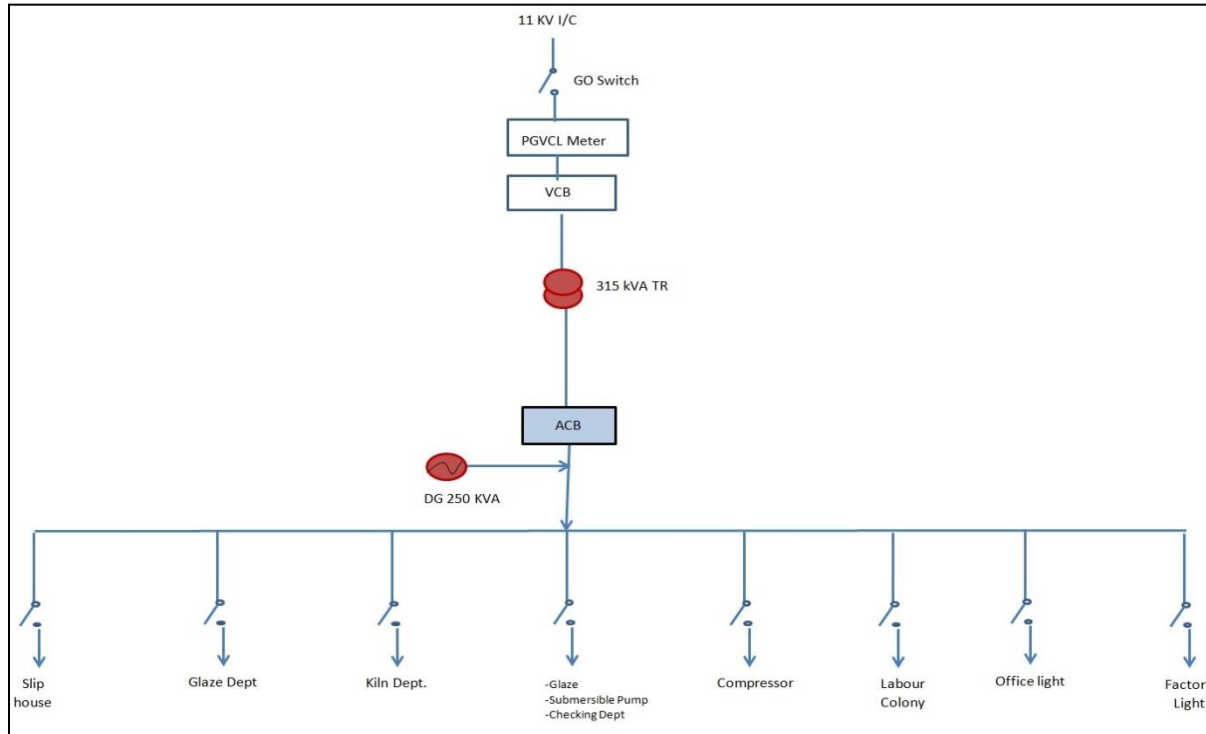 11 KV I/C
GO Switch
PGVCL Meter
VCB
315 kVA TR
ACB
DG 250 KVA
Slip
house
Glaze Dept
Kiln Dept.
-Glaze
-Submersible Pump
-Checking Dept
Compressor
Labour
Colony
Office light
Factor
Light